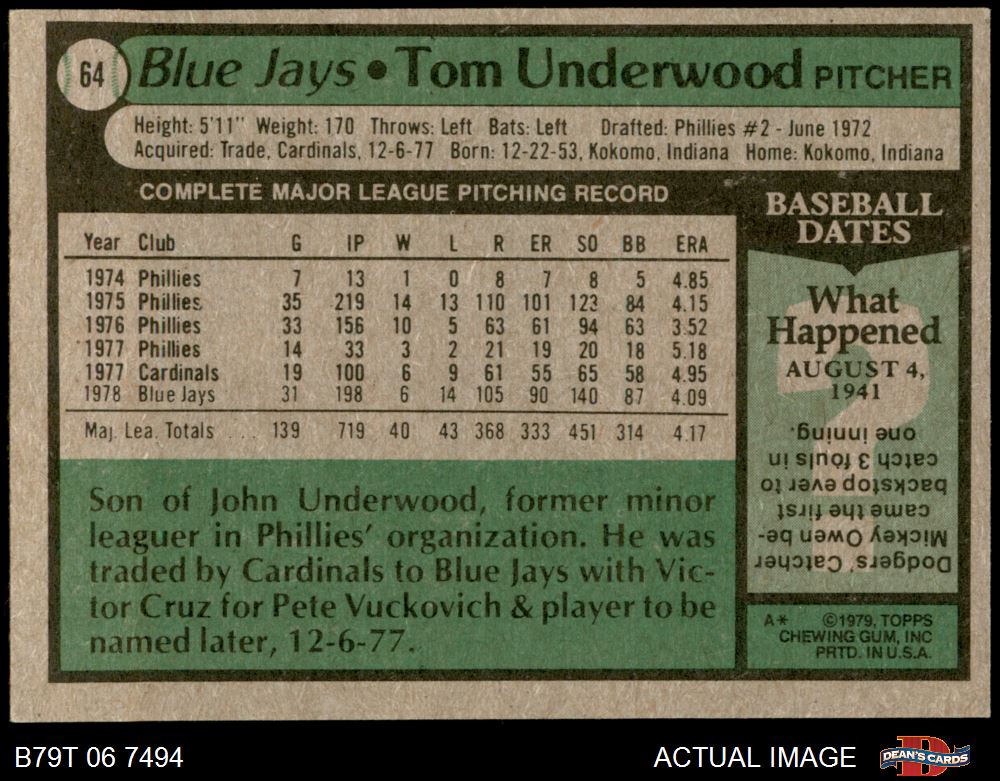 64 Blue Jays • Tom Underwood PITCHER
Height: 5'11" Weight: 170 Throws: Left Bats: Left Drafted: Phillies #2 - June 1972
Acquired: Trade, Cardinals, 12-6-77 Born: 12-22-53, Kokomo, Indiana Home: Kokomo, Indiana
COMPLETE MAJOR LEAGUE PITCHING RECORD
Year Club G IP W L R ER SO BB ERA
1974 Phillies 7 13 1 0 8 7 8 5 4.85
1975 Phillies 35 219 14 13 110 101 123 84 4.15
1976 Phillies 33 156 10 5 63 61 94 63 3.52
1977 Phillies 14 33 3 2 21 19 20 18 5.18
1977 Cardinals 19 100 6 9 61 55 65 58 4.95
1978 Blue Jays 31 198 6 14 105 90 140 87 4.09
Maj. Lea. Totals ... 139 719 40 43 368 333 451 314 4.17
Son of John Underwood, former minor
leaguer in Phillies' organization. He was
traded by Cardinals to Blue Jays with Vic-
tor Cruz for Pete Vuckovich & player to be
named later, 12-6-77.
BASEBALL
DATES
What
Happened
AUGUST 4,
1941
Dodgers' Catcher
Mickey Owen be-
came the first
backstop ever to
catch 3 fouls in
one inning.
A* ©1979, TOPPS
CHEWING GUM, INC
PRTD. IN U.S.A.
B79T 06 7494
ACTUAL IMAGE
DEAN'S CARDS